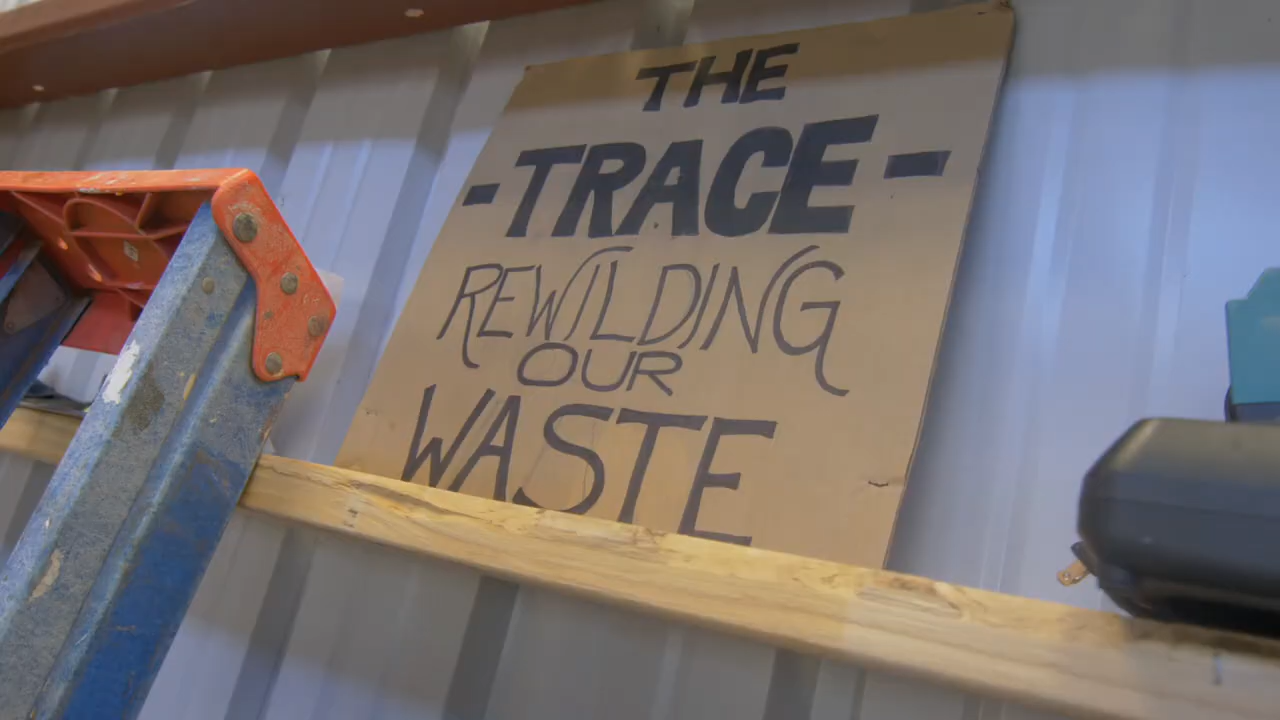 THE
-TRACE-
REWILDING
OUR
WASTE